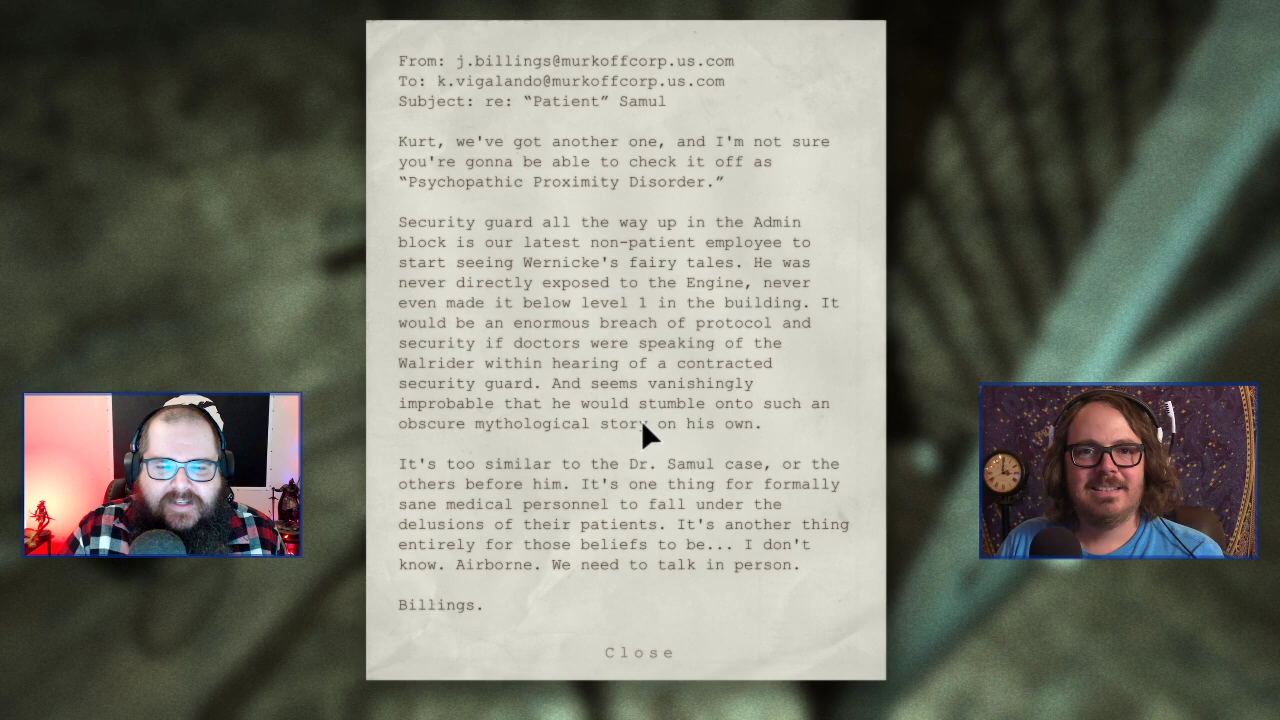 From: j.billings@murkoffcorp.us.com
To: k.vigalando@murkoffcorp.us.com
Subject: re: “Patient” Samul
Kurt, we've got another one, and I'm not sure
you're gonna be able to check it off as
“Psychopathic Proximity Disorder.”
Security guard all the way up in the Admin
block is our latest non-patient employee to
start seeing Wernicke's fairy tales. He was
never directly exposed to the Engine, never
even made it below level 1 in the building. It
would be an enormous breach of protocol and
security if doctors were speaking of the
Walrider within hearing of a contracted
security guard. And seems vanishingly
improbable that he would stumble onto such an
obscure mythological story on his own.
It's too similar to the Dr. Samul case, or the
others before him. It's one thing for formally
sane medical personnel to fall under the
delusions of their patients. It's another thing
entirely for those beliefs to be... I don't
know. Airborne. We need to talk in person.
Billings.
Close